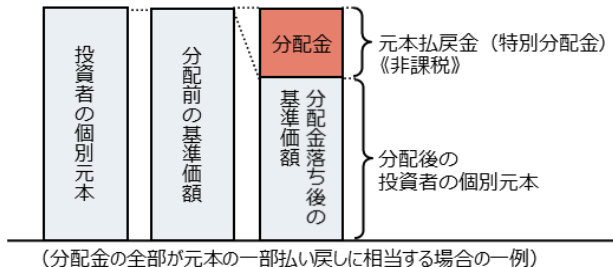 投資者の個別元本
分配前の基準価額
分配金
分配金落ち後の
基準価額
元本払戻金（特別分配金）
《非課税》
分配後の
投資者の個別元本
（分配金の全部が元本の一部払い戻しに相当する場合の一例）